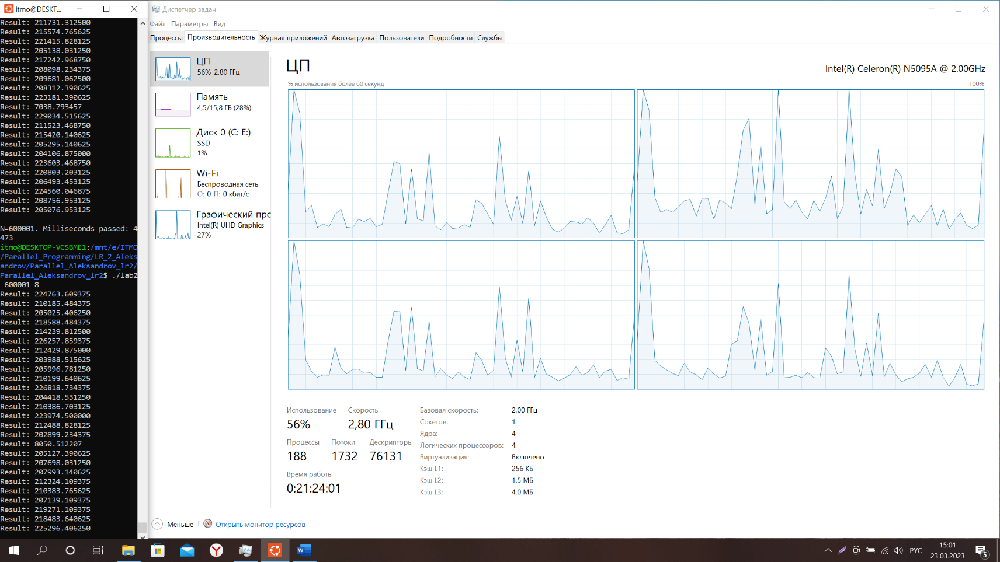 itmo@DESKT...
Result: 211731.312500
Result: 215574.765625
Result: 221415.828125
Result: 205138.031250
Result: 217242.968750
Result: 208098.234375
Result: 209681.062500
Result: 208312.390625
Result: 223181.390625
Result: 7038.793457
Result: 229034.515625
Result: 211523.468750
Result: 215420.140625
Result: 205295.140625
Result: 204106.875000
Result: 223603.468750
Result: 220803.203125
Result: 206493.453125
Result: 224560.046875
Result: 208756.953125
Result: 205076.953125
N=600001. Milliseconds passed: 4
473
itmo@DESKTOP-VCSBME1:/mnt/e/ITMO
/Parallel_Programming/LR_2_Aleks
androv/Parallel_Aleksandrov_lr2/
Parallel_Aleksandrov_lr2$ ./lab2
600001 8
Result: 224763.609375
Result: 210185.484375
Result: 205025.406250
Result: 218588.484375
Result: 214239.812500
Result: 226257.859375
Result: 212429.875000
Result: 203988.515625
Result: 205996.781250
Result: 210199.640625
Result: 226818.734375
Result: 204418.531250
Result: 210386.703125
Result: 223974.500000
Result: 212488.828125
Result: 202899.234375
Result: 8050.512207
Result: 205127.390625
Result: 207698.031250
Result: 207993.140625
Result: 212324.109375
Result: 210383.765625
Result: 207139.109375
Result: 219271.109375
Result: 218483.640625
Result: 225296.406250
Диспетчер задач
Файл Параметры Вид
Процессы Производительность Журнал приложений Автозагрузка Пользователи Подробности Службы
ЦП
56% 2,80 ГГц
Память
4,5/15,8 ГБ (28%)
Диск 0 (C: E:)
SSD
1%
Wi-Fi
Беспроводная сеть
О: 0 П: 0 кбит/с
Графический прс
Intel(R) UHD Graphics
27%
ЦП
Intel(R) Celeron(R) N5095A @ 2.00GHz
% использования более 60 секунд
100%
Использование Скорость
56% 2,80 ГГц
Процессы Потоки Дескрипторы
188 1732 76131
Время работы
0:21:24:01
Базовая скорость: 2,00 ГГц
Сокетов: 1
Ядра: 4
Логических процессоров: 4
Виртуализация: Включено
Кэш L1: 256 КБ
Кэш L2: 1,5 МБ
Кэш L3: 4,0 МБ
Меньше Открыть монитор ресурсов
РУС
15:01
23.03.2023
5